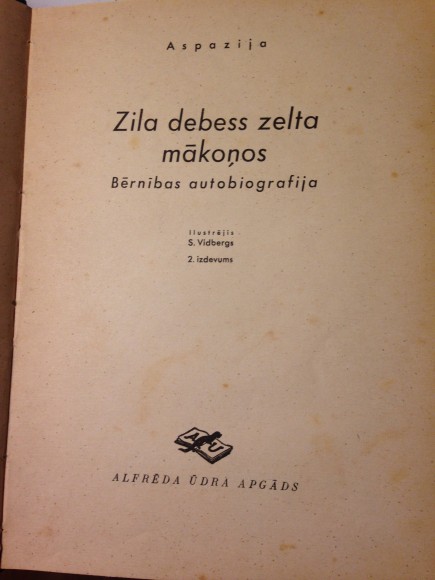 Aspazija
Zila debess zelta
mākoņos
Bērnības autobiografija
Ilustrējis
S. Vidbergs
2. izdevums
A U
ALFRĒDA ŪDRA APGĀDS